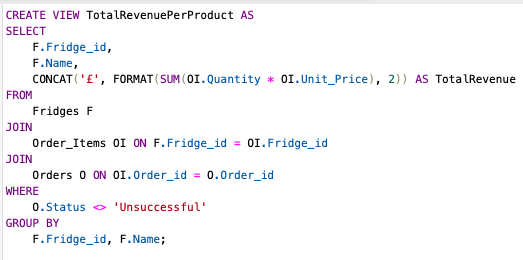 CREATE VIEW TotalRevenuePerProduct AS
SELECT
    F.Fridge_id,
    F.Name,
    CONCAT('£', FORMAT(SUM(OI.Quantity * OI.Unit_Price), 2)) AS TotalRevenue
FROM
    Fridges F
JOIN
    Order_Items OI ON F.Fridge_id = OI.Fridge_id
JOIN
    Orders O ON OI.Order_id = O.Order_id
WHERE
    O.Status <> 'Unsuccessful'
GROUP BY
    F.Fridge_id, F.Name;